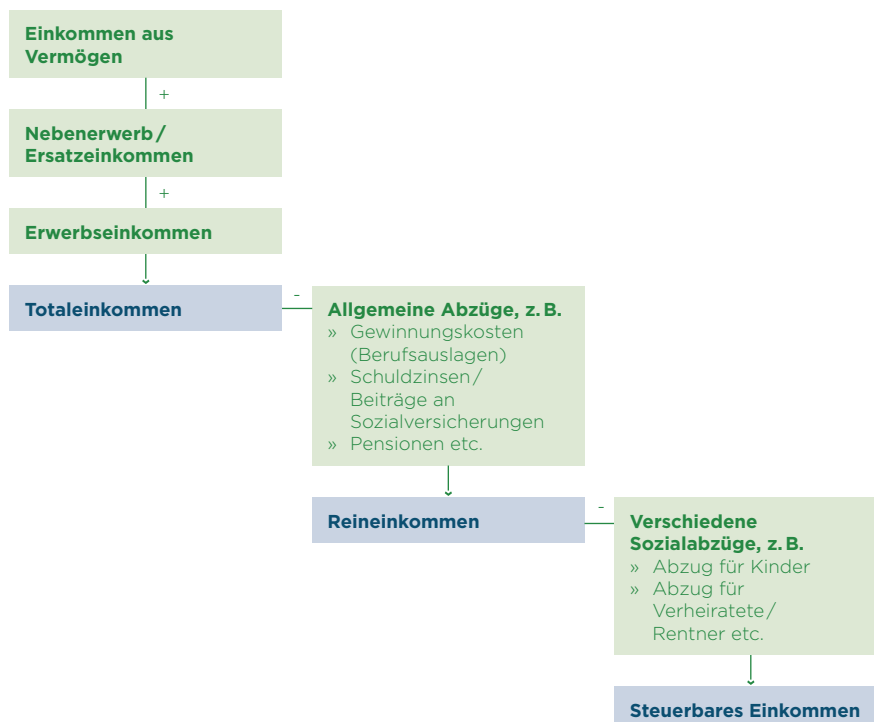 Einkommen aus
Vermögen
+
Nebenerwerb/
Ersatzeinkommen
+
Erwerbseinkommen
Totaleinkommen
-
Allgemeine Abzüge, z. B.
» Gewinnungskosten
(Berufsauslagen)
» Schuldzinsen/
Beiträge an
Sozialversicherungen
» Pensionen etc.
Reineinkommen
-
Verschiedene
Sozialabzüge, z. B.
» Abzug für Kinder
» Abzug für
Verheiratete/
Rentner etc.
Steuerbares Einkommen